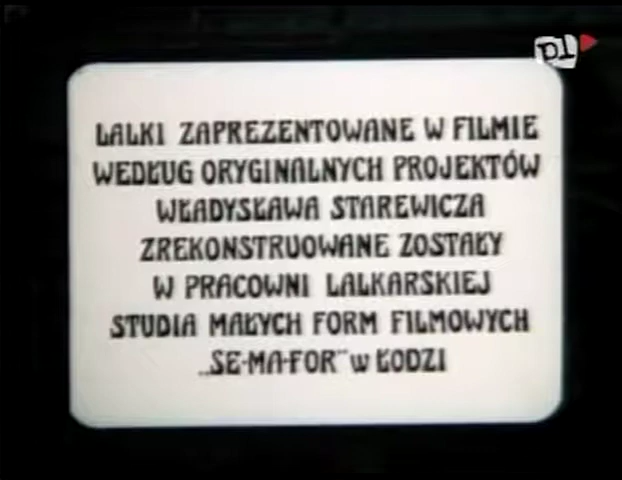 LALKI ZAPREZENTOWANE W FILMIE
WEDŁUG ORYGINALNYCH PROJEKTÓW
WŁADYSŁAWA STAREWICZA
ZREKONSTRUOWANE ZOSTAŁY
W PRACOWNI LALKARSKIEJ
STUDIA MAŁYCH FORM FILMOWYCH
„SE-MA-FOR" W ŁODZI